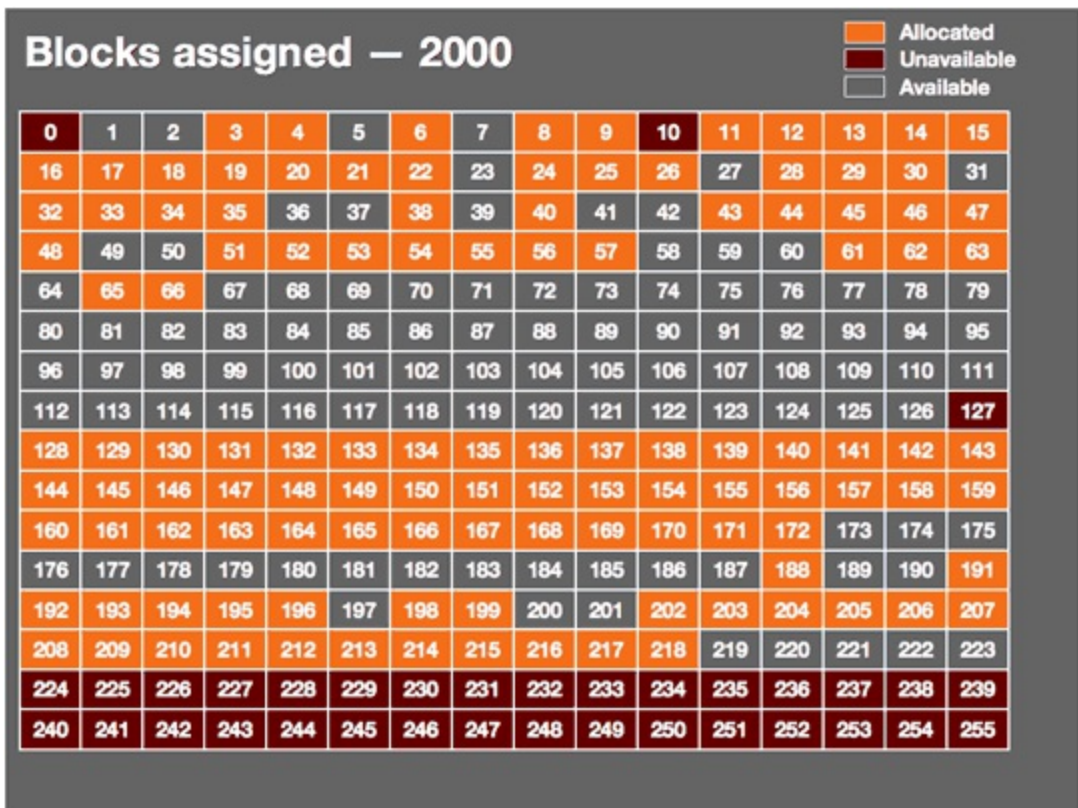 Blocks assigned — 2000
Allocated
Unavailable
Available
0 1 2 3 4 5 6 7 8 9 10 11 12 13 14 15
16 17 18 19 20 21 22 23 24 25 26 27 28 29 30 31
32 33 34 35 36 37 38 39 40 41 42 43 44 45 46 47
48 49 50 51 52 53 54 55 56 57 58 59 60 61 62 63
64 65 66 67 68 69 70 71 72 73 74 75 76 77 78 79
80 81 82 83 84 85 86 87 88 89 90 91 92 93 94 95
96 97 98 99 100 101 102 103 104 105 106 107 108 109 110 111
112 113 114 115 116 117 118 119 120 121 122 123 124 125 126 127
128 129 130 131 132 133 134 135 136 137 138 139 140 141 142 143
144 145 146 147 148 149 150 151 152 153 154 155 156 157 158 159
160 161 162 163 164 165 166 167 168 169 170 171 172 173 174 175
176 177 178 179 180 181 182 183 184 185 186 187 188 189 190 191
192 193 194 195 196 197 198 199 200 201 202 203 204 205 206 207
208 209 210 211 212 213 214 215 216 217 218 219 220 221 222 223
224 225 226 227 228 229 230 231 232 233 234 235 236 237 238 239
240 241 242 243 244 245 246 247 248 249 250 251 252 253 254 255